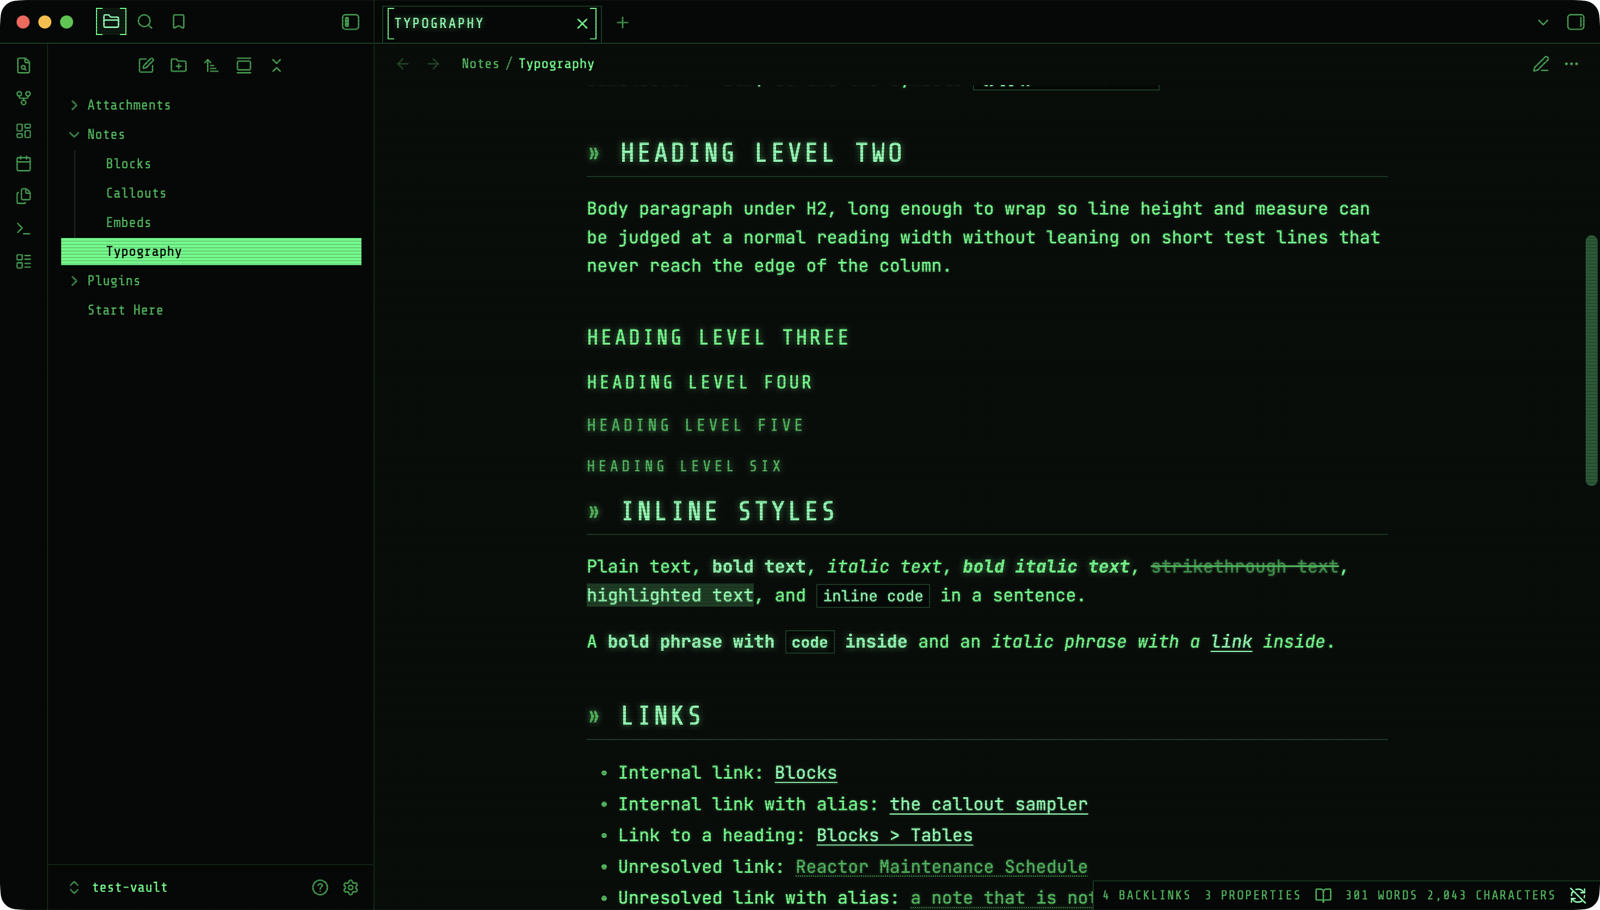 TYPOGRAPHY
Notes / Typography
Attachments
Notes
Blocks
Callouts
Embeds
Typography
Plugins
Start Here
test-vault
» HEADING LEVEL TWO
Body paragraph under H2, long enough to wrap so line height and measure can
be judged at a normal reading width without leaning on short test lines that
never reach the edge of the column.
HEADING LEVEL THREE
HEADING LEVEL FOUR
HEADING LEVEL FIVE
HEADING LEVEL SIX
» INLINE STYLES
Plain text, bold text, italic text, bold italic text, strikethrough text,
highlighted text, and inline code in a sentence.
A bold phrase with code inside and an italic phrase with a link inside.
» LINKS
• Internal link: Blocks
• Internal link with alias: the callout sampler
• Link to a heading: Blocks > Tables
• Unresolved link: Reactor Maintenance Schedule
• Unresolved link with alias: a note that is not
4 BACKLINKS 3 PROPERTIES 301 WORDS 2,043 CHARACTERS